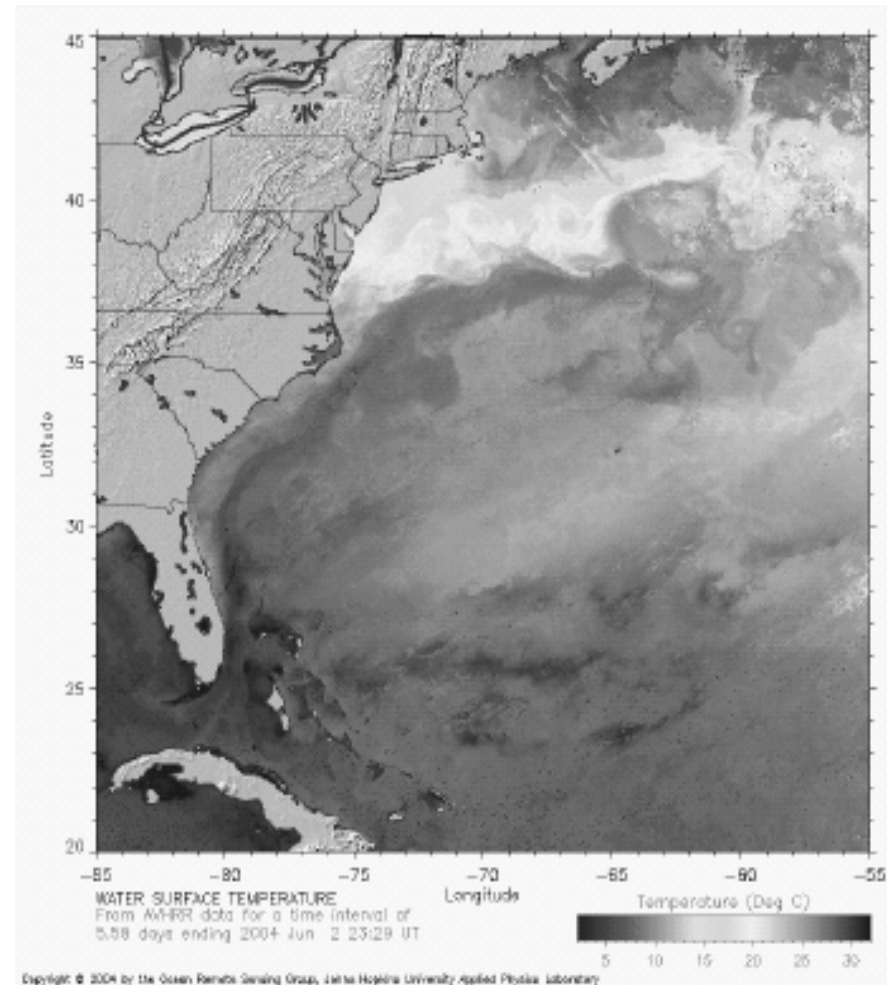 45
40
35
30
25
20
Latitude
-85 -80 -75 -70 -65 -60 -55
Longitude
WATER SURFACE TEMPERATURE
From AVHRR data for a time interval of
5.58 days ending 2004 Jun 2 23:29 UT
Temperature (Deg C)
5 10 15 20 25 30
Copyright © 2004 by the Ocean Remote Sensing Group, Johns Hopkins University Applied Physics Laboratory